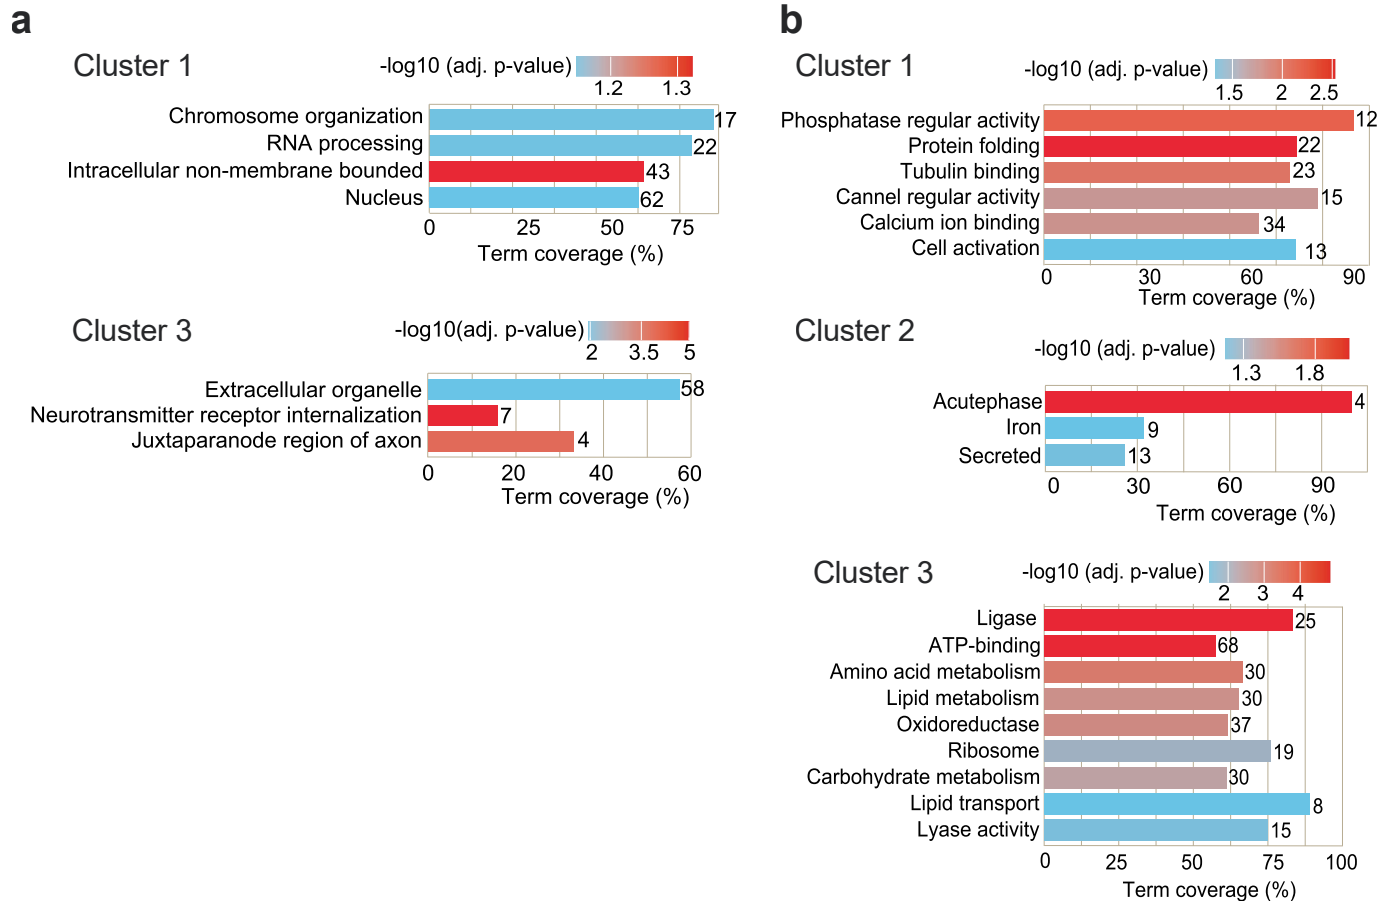 a
Cluster 1
-log10 (adj. p-value)
1.2 1.3
Chromosome organization 17
RNA processing 22
Intracellular non-membrane bounded 43
Nucleus 62
0 25 50 75
Term coverage (%)
Cluster 3
-log10(adj. p-value)
2 3.5 5
Extracellular organelle 58
Neurotransmitter receptor internalization 7
Juxtaparanode region of axon 4
0 20 40 60
Term coverage (%)
b
Cluster 1
-log10 (adj. p-value)
1.5 2 2.5
Phosphatase regular activity 12
Protein folding 22
Tubulin binding 23
Cannel regular activity 15
Calcium ion binding 34
Cell activation 13
0 30 60 90
Term coverage (%)
Cluster 2
-log10 (adj. p-value)
1.3 1.8
Acutephase 4
Iron 9
Secreted 13
0 30 60 90
Term coverage (%)
Cluster 3
-log10 (adj. p-value)
2 3 4
Ligase 25
ATP-binding 68
Amino acid metabolism 30
Lipid metabolism 30
Oxidoreductase 37
Ribosome 19
Carbohydrate metabolism 30
Lipid transport 8
Lyase activity 15
0 25 50 75 100
Term coverage (%)